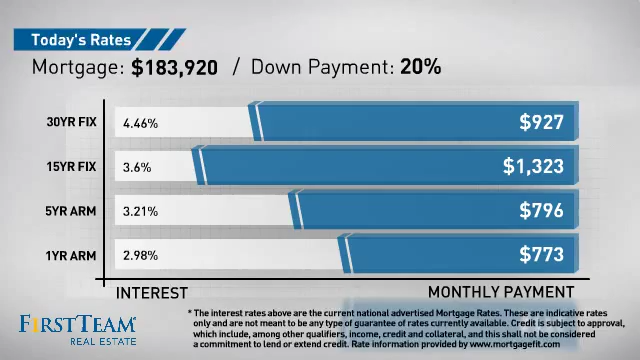 Today's Rates
Mortgage: $183,920 / Down Payment: 20%
30YR FIX 4.46% $927
15YR FIX 3.6% $1,323
5YR ARM 3.21% $796
1YR ARM 2.98% $773
INTEREST MONTHLY PAYMENT
FIRSTTEAM®
REAL ESTATE
* The interest rates above are the current national advertised Mortgage Rates. These are indicative rates
only and are not meant to be any type of guarantee of rates currently available. Credit is subject to approval,
which include, among other qualifiers, income, credit and collateral, and this shall not be considered
a commitment to lend or extend credit. Rate information provided by www.mortgagefit.com